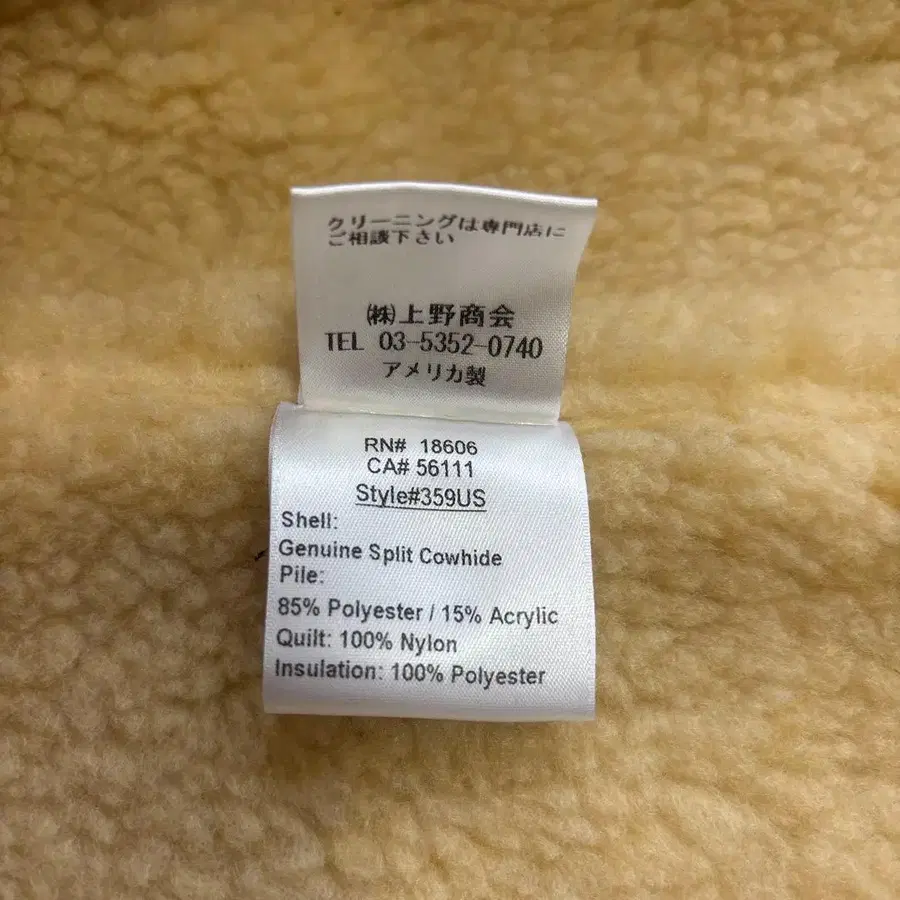 クリーニングは専門店に
ご相談下さい
㈱上野商会
TEL 03-5352-0740
アメリカ製
RN# 18606
CA# 56111
Style#359US
Shell:
Genuine Split Cowhide
Pile:
85% Polyester / 15% Acrylic
Quilt: 100% Nylon
Insulation: 100% Polyester